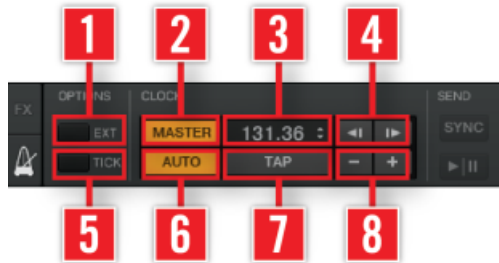 1 2 3 4
OPTIONS CLOCK SEND
FX EXT MASTER 131.36 SYNC
TICK AUTO TAP − +
5 6 7 8